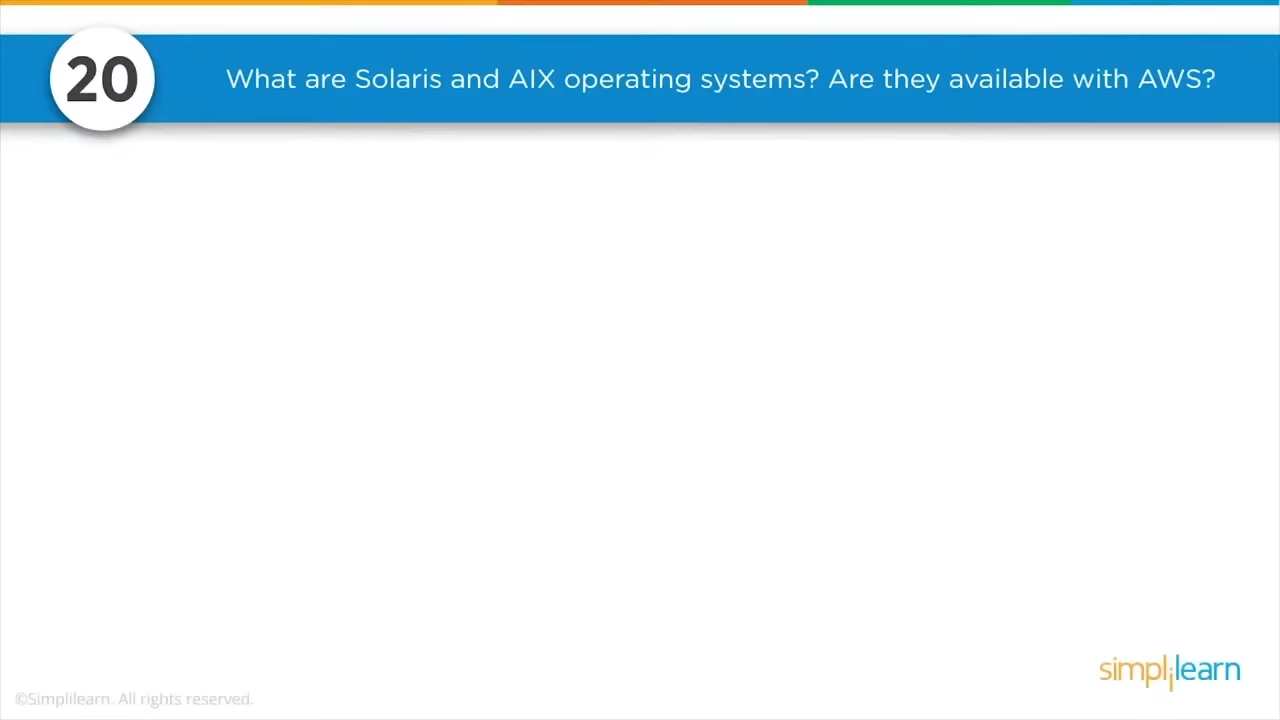 20
What are Solaris and AIX operating systems? Are they available with AWS?
simplilearn
©Simplilearn. All rights reserved.